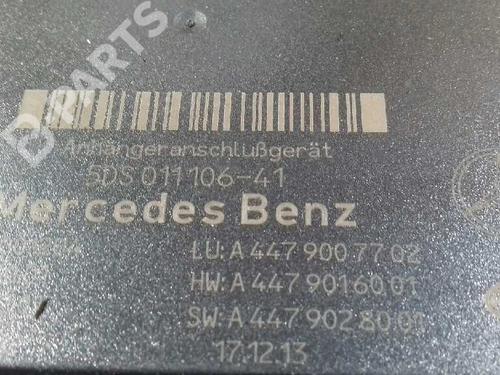 D-PARTS
Anhängeranschlußgerät
5DS 011 106-41
Mercedes Benz
LU: A 447 900 77 02
HW: A 447 901 60 01
SW: A 447 902 80 01
17.12.13